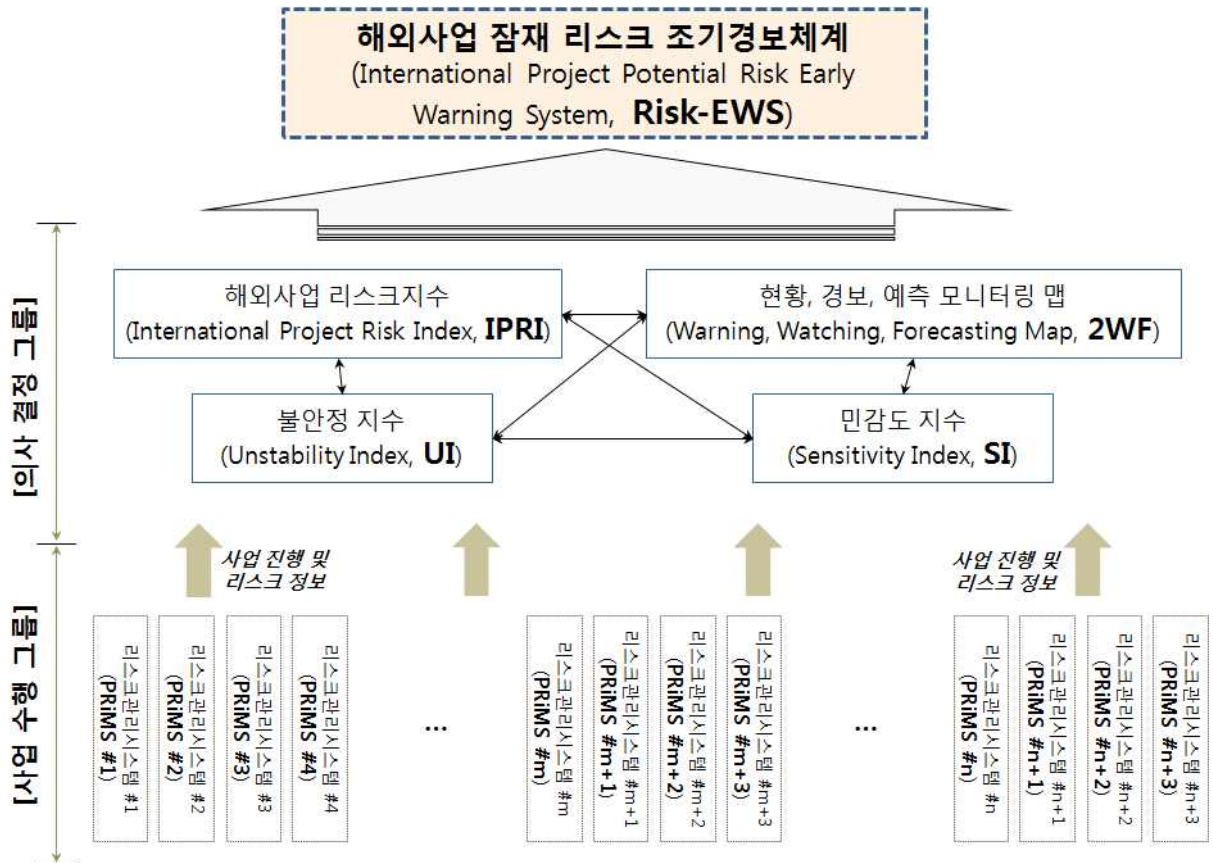 해외사업 잠재 리스크 조기경보체계
(International Project Potential Risk Early
Warning System, Risk-EWS)
[의사 결정 그룹]
해외사업 리스크지수
(International Project Risk Index, IPRI)
현황, 경보, 예측 모니터링 맵
(Warning, Watching, Forecasting Map, 2WF)
불안정 지수
(Unstability Index, UI)
민감도 지수
(Sensitivity Index, SI)
[사업 수행 그룹]
사업 진행 및
리스크 정보
사업 진행 및
리스크 정보
리스크관리시스템 #1
(PRiMS #1)
리스크관리시스템 #2
(PRiMS #2)
리스크관리시스템 #3
(PRiMS #3)
리스크관리시스템 #4
(PRiMS #4)
...
리스크관리시스템 #m
(PRiMS #m)
리스크관리시스템 #m+1
(PRiMS #m+1)
리스크관리시스템 #m+2
(PRiMS #m+2)
리스크관리시스템 #m+3
(PRiMS #m+3)
...
리스크관리시스템 #n
(PRiMS #n)
리스크관리시스템 #n+1
(PRiMS #n+1)
리스크관리시스템 #n+2
(PRiMS #n+2)
리스크관리시스템 #n+3
(PRiMS #n+3)